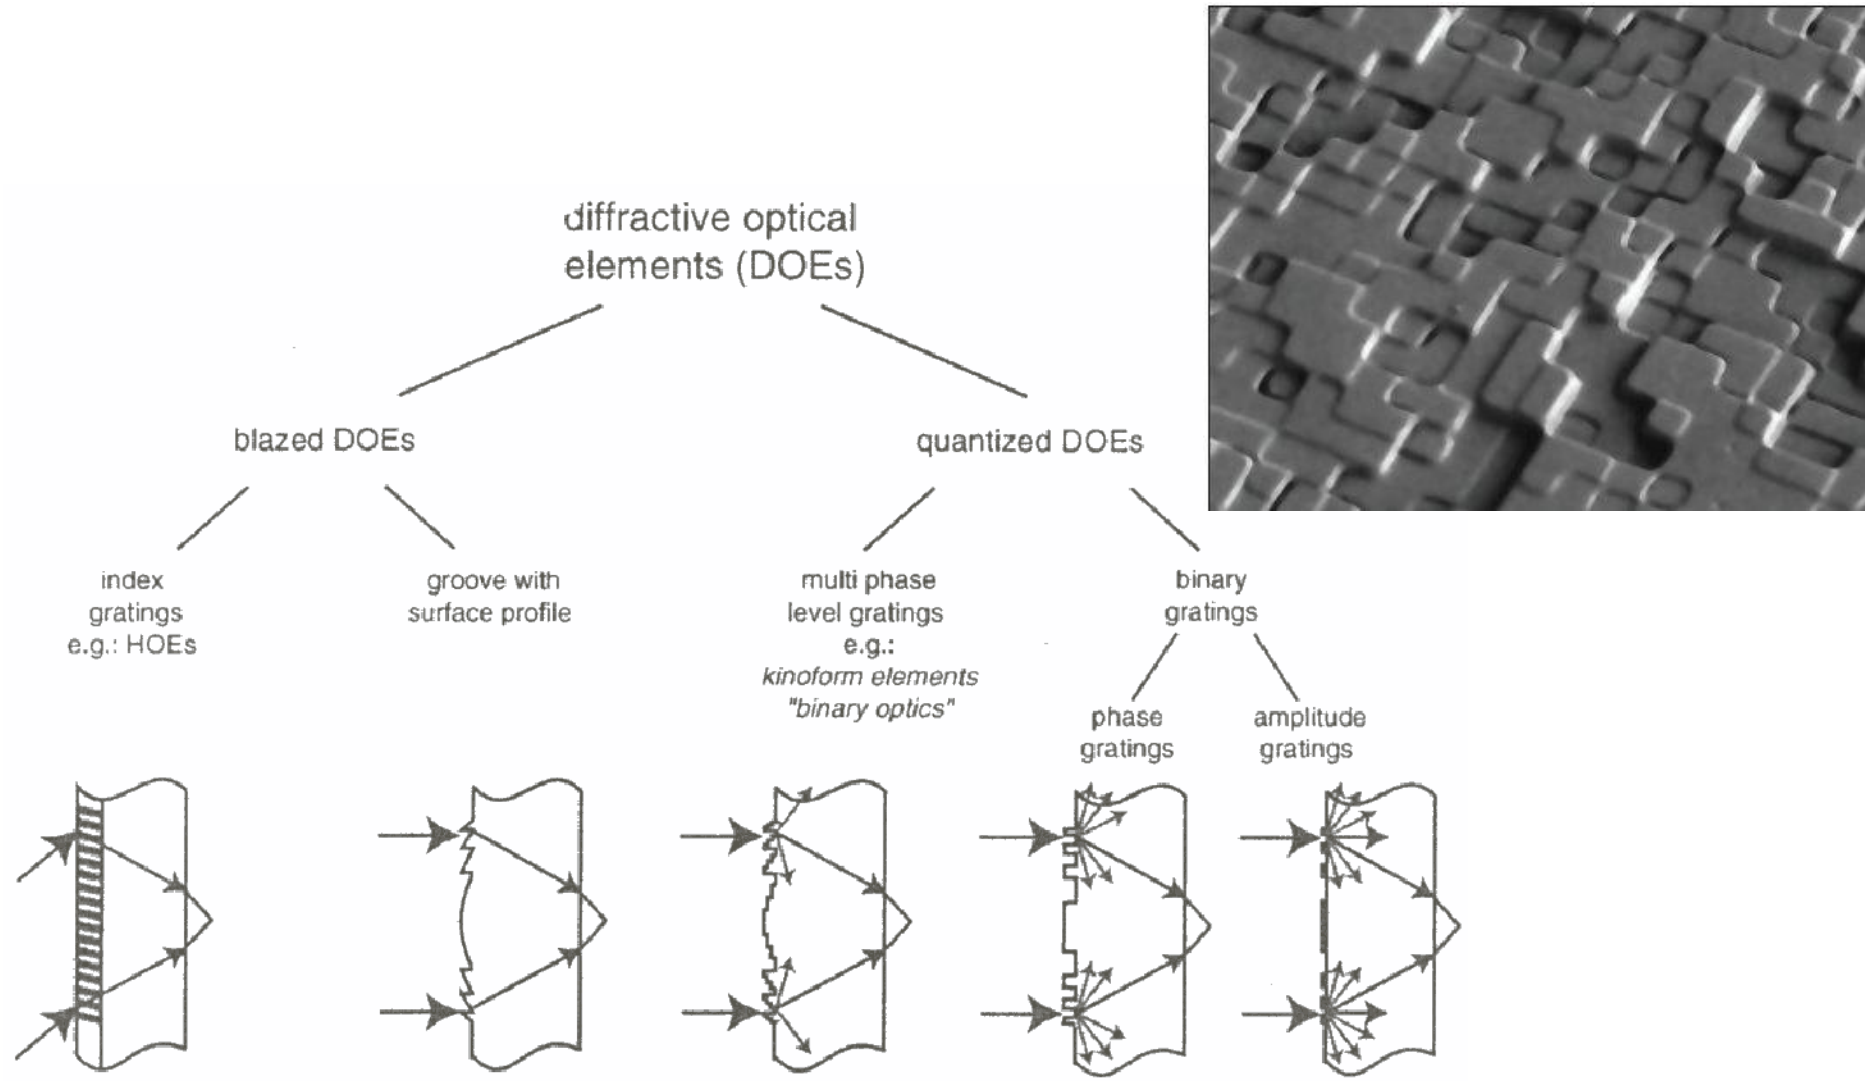 diffractive optical
elements (DOEs)
blazed DOEs
quantized DOEs
index
gratings
e.g.: HOEs
groove with
surface profile
multi phase
level gratings
e.g.:
kinoform elements
"binary optics"
binary
gratings
phase
gratings
amplitude
gratings